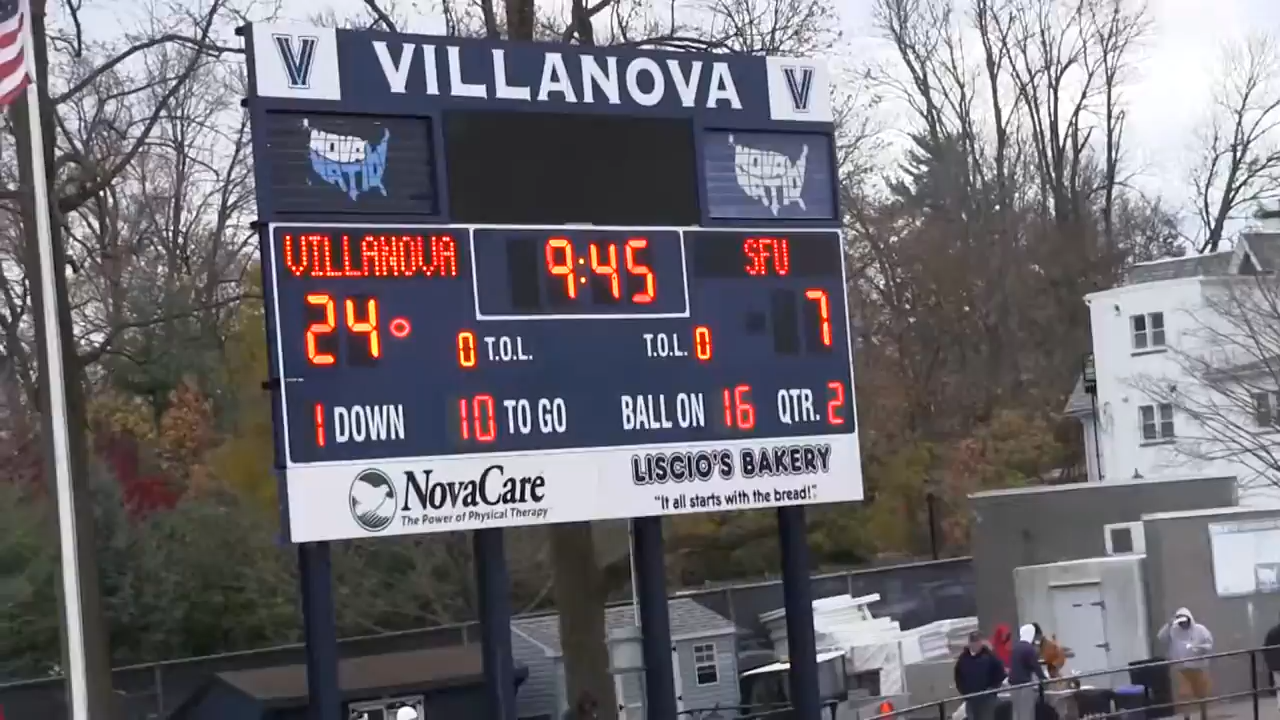 V VILLANOVA V
NOVA NATION
NOVA NATION
VILLANOVA 9:45 SFU
24 0 T.O.L. T.O.L. 0 7
1 DOWN 10 TO GO BALL ON 16 QTR. 2
NovaCare
The Power of Physical Therapy
LISCIO'S BAKERY
"It all starts with the bread!"